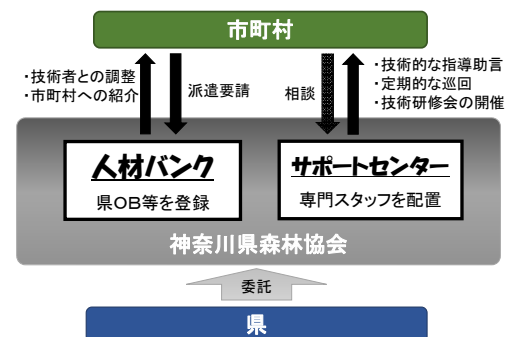 市町村
・技術者との調整
・市町村への紹介
派遣要請
相談
・技術的な指導助言
・定期的な巡回
・技術研修会の開催
人材バンク
県OB等を登録
サポートセンター
専門スタッフを配置
神奈川県森林協会
委託
県